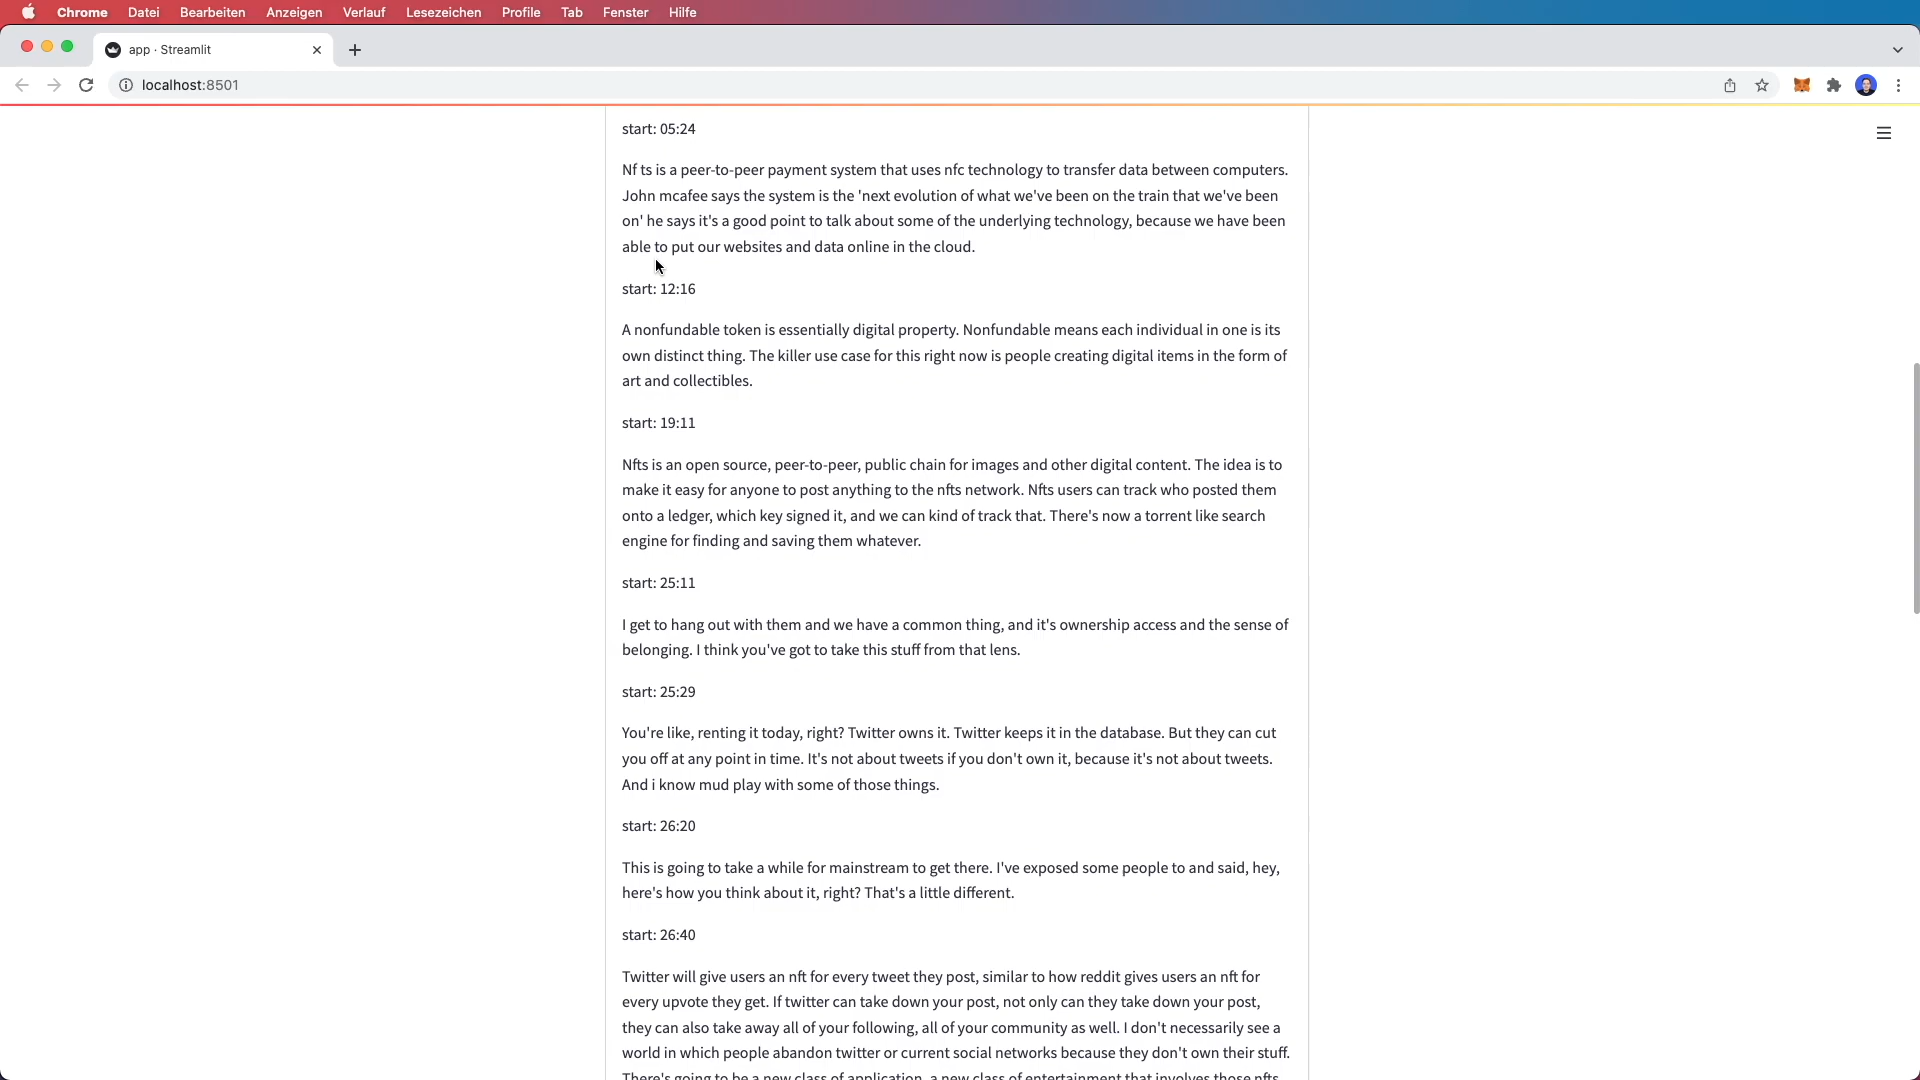 Chrome Datei Bearbeiten Anzeigen Verlauf Lesezeichen Profile Tab Fenster Hilfe
app · Streamlit
localhost:8501
start: 05:24
Nf ts is a peer-to-peer payment system that uses nfc technology to transfer data between computers.
John mcafee says the system is the 'next evolution of what we've been on the train that we've been
on' he says it's a good point to talk about some of the underlying technology, because we have been
able to put our websites and data online in the cloud.
start: 12:16
A nonfundable token is essentially digital property. Nonfundable means each individual in one is its
own distinct thing. The killer use case for this right now is people creating digital items in the form of
art and collectibles.
start: 19:11
Nfts is an open source, peer-to-peer, public chain for images and other digital content. The idea is to
make it easy for anyone to post anything to the nfts network. Nfts users can track who posted them
onto a ledger, which key signed it, and we can kind of track that. There's now a torrent like search
engine for finding and saving them whatever.
start: 25:11
I get to hang out with them and we have a common thing, and it's ownership access and the sense of
belonging. I think you've got to take this stuff from that lens.
start: 25:29
You're like, renting it today, right? Twitter owns it. Twitter keeps it in the database. But they can cut
you off at any point in time. It's not about tweets if you don't own it, because it's not about tweets.
And i know mud play with some of those things.
start: 26:20
This is going to take a while for mainstream to get there. I've exposed some people to and said, hey,
here's how you think about it, right? That's a little different.
start: 26:40
Twitter will give users an nft for every tweet they post, similar to how reddit gives users an nft for
every upvote they get. If twitter can take down your post, not only can they take down your post,
they can also take away all of your following, all of your community as well. I don't necessarily see a
world in which people abandon twitter or current social networks because they don't own their stuff.
There's going to be a new class of application, a new class of entertainment that involves those nfts